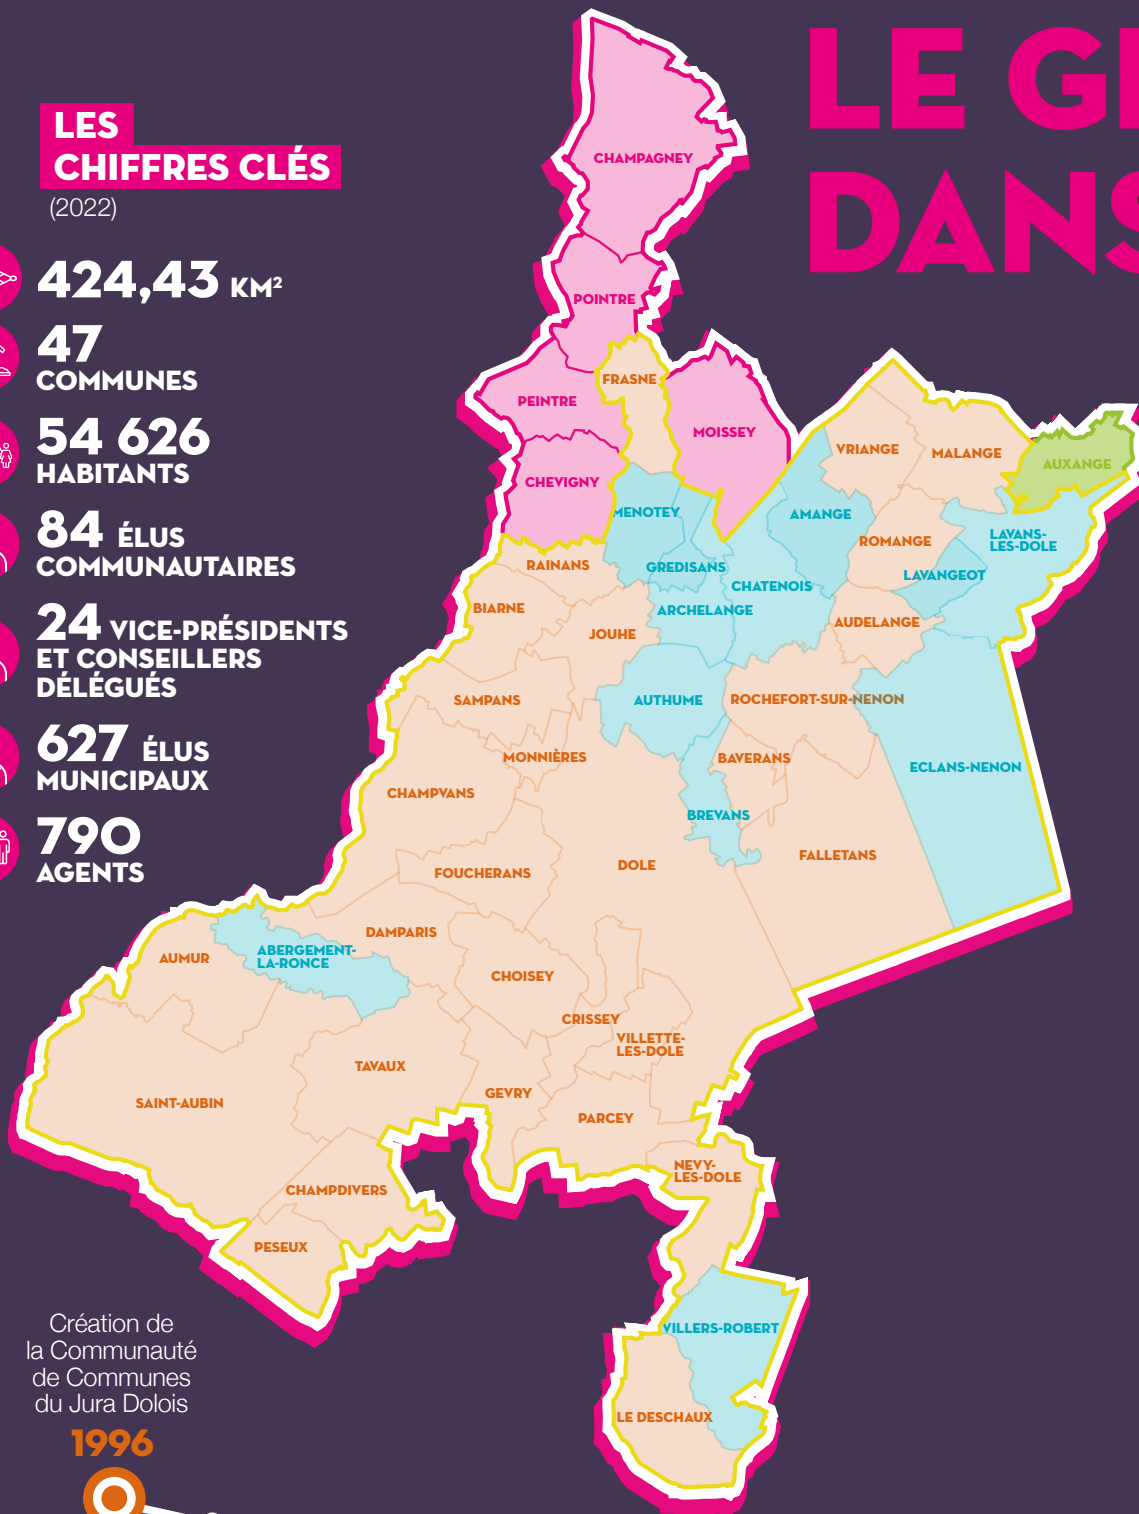 LE G
DANS
LES
CHIFFRES CLÉS
(2022)
424,43 KM²
47
COMMUNES
54 626
HABITANTS
84 ÉLUS
COMMUNAUTAIRES
24 VICE-PRÉSIDENTS
ET CONSEILLERS
DÉLÉGUÉS
627 ÉLUS
MUNICIPAUX
790
AGENTS
CHAMPAGNEY
POINTRE
FRASNE
PEINTRE
MOISSEY
VRIANGE
MALANGE
AUXANGE
CHEVIGNY
MENOTEY
AMANGE
LAVANS-
LES-DOLE
ROMANGE
RAINANS
GREDISANS
LAVANGEOT
CHATENOIS
BIARNE
ARCHELANGE
AUDELANGE
JOUHE
SAMPANS
AUTHUME
ROCHEFORT-SUR-NENON
MONNIÈRES
BAVERANS
ECLANS-NENON
CHAMPVANS
BREVANS
FALLETANS
DOLE
FOUCHERANS
DAMPARIS
AUMUR
ABERGEMENT-
LA-RONCE
CHOISEY
CRISSEY
VILLETTE-
LES-DOLE
TAVAUX
GEVRY
SAINT-AUBIN
PARCEY
NEVY-
LES-DOLE
CHAMPDIVERS
PESEUX
VILLERS-ROBERT
LE DESCHAUX
Création de
la Communauté
de Communes
du Jura Dolois
1996